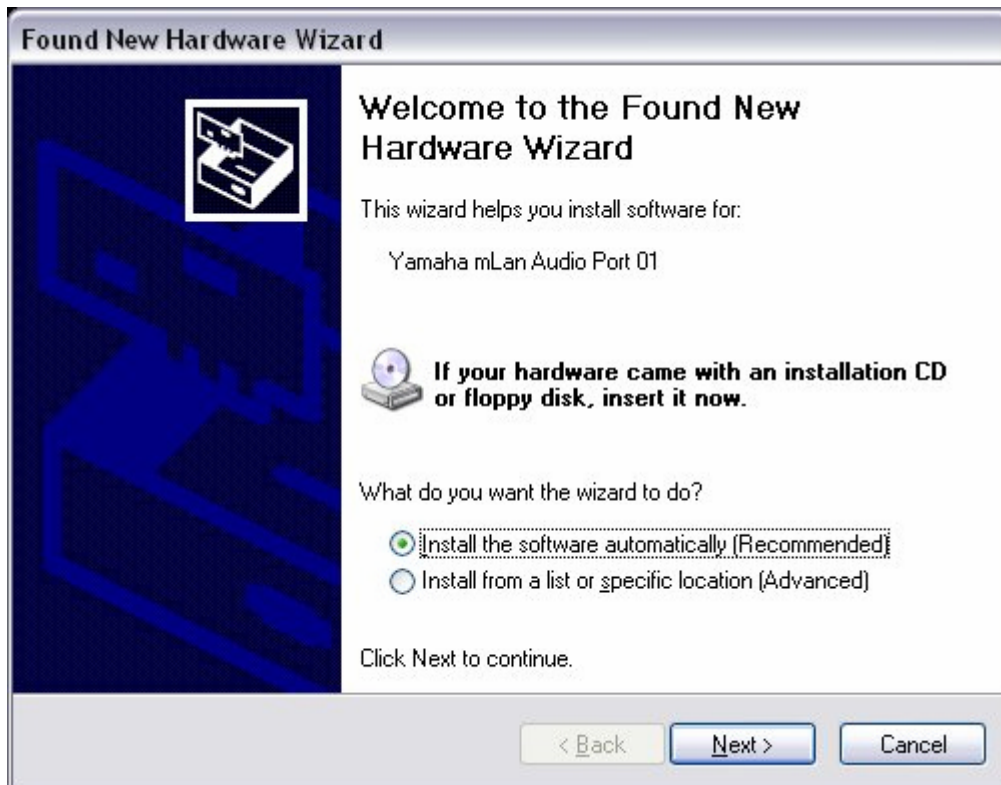 Found New Hardware Wizard
Welcome to the Found New
Hardware Wizard
This wizard helps you install software for:
Yamaha mLan Audio Port 01
If your hardware came with an installation CD
or floppy disk, insert it now.
What do you want the wizard to do?
Install the software automatically (Recommended)
Install from a list or specific location (Advanced)
Click Next to continue.
< Back Next > Cancel